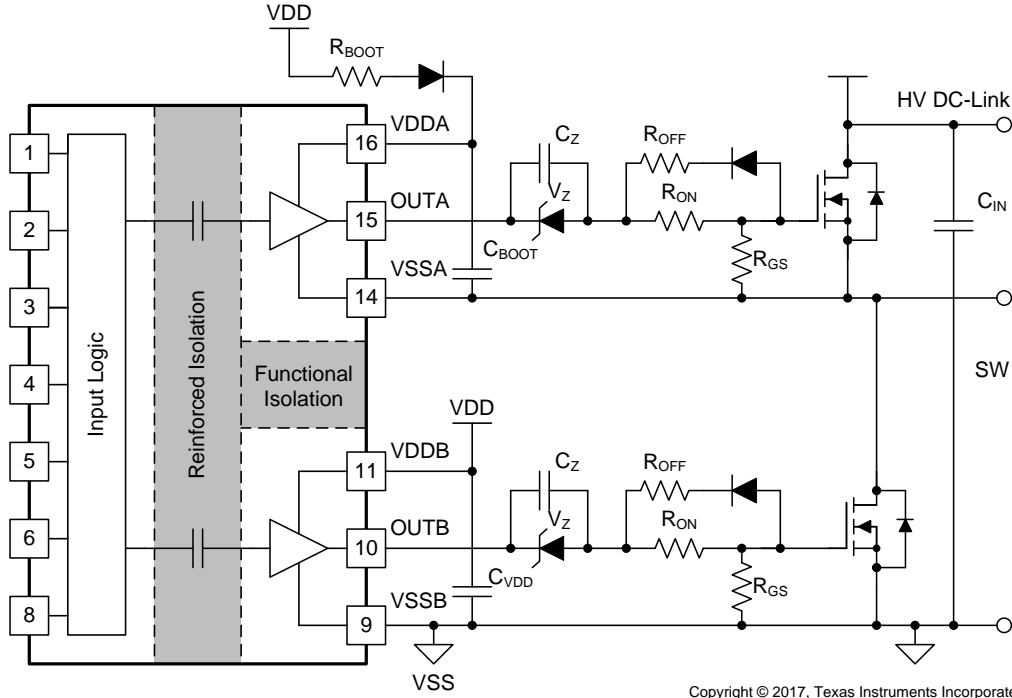 VDD
RBOOT
1
2
3
4
5
6
8
Input Logic
Reinforced Isolation
Functional
Isolation
16
VDDA
15
OUTA
14
VSSA
CBOOT
CZ
VZ
ROFF
RON
RGS
HV DC-Link
CIN
SW
VDD
11
VDDB
10
OUTB
9
VSSB
CVDD
CZ
VZ
ROFF
RON
RGS
VSS
Copyright © 2017, Texas Instruments Incorporate